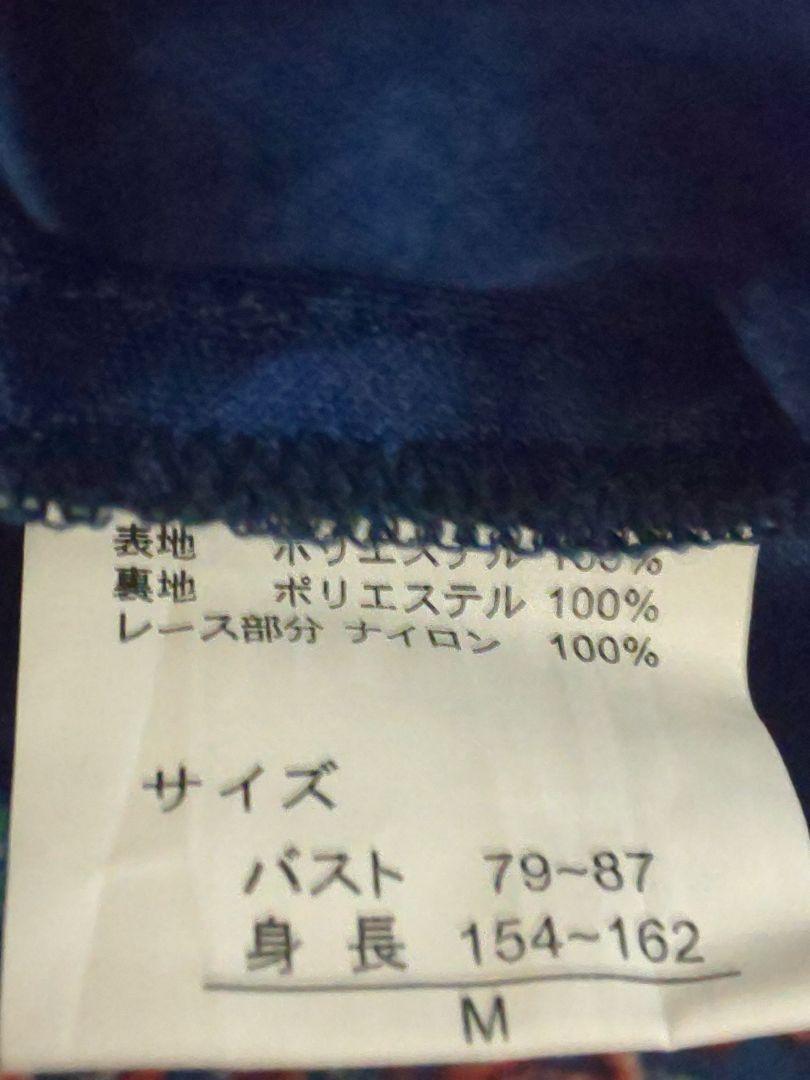 表地 ポリエステル 100%
裏地 ポリエステル 100%
レース部分 ナイロン 100%
サイズ
バスト 79~87
身長 154~162
M